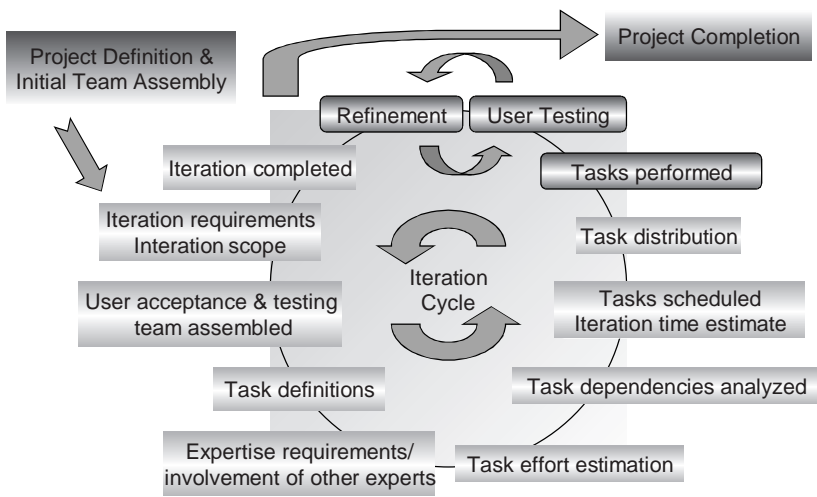 Project Definition &
Initial Team Assembly
Project Completion
Refinement
User Testing
Iteration completed
Tasks performed
Iteration requirements
Interation scope
Task distribution
Iteration
Cycle
User acceptance & testing
team assembled
Tasks scheduled
Iteration time estimate
Task definitions
Task dependencies analyzed
Expertise requirements/
involvement of other experts
Task effort estimation